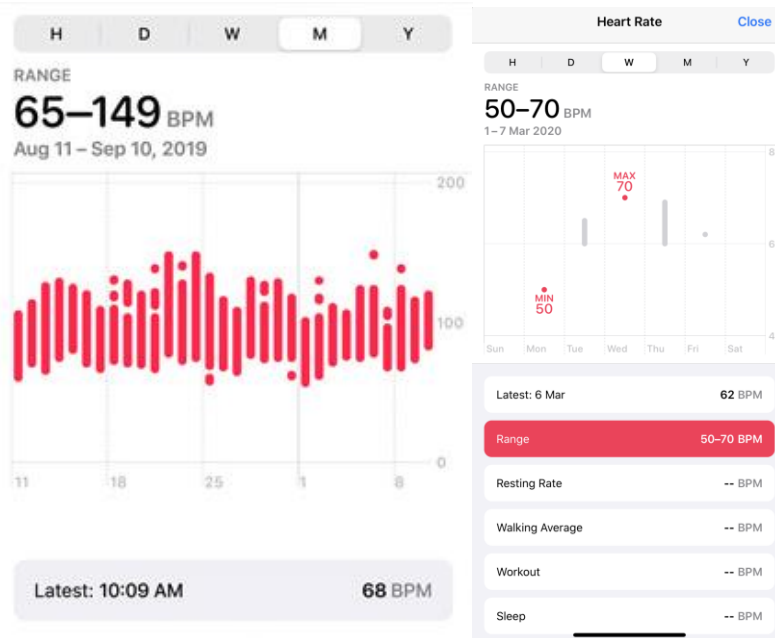 H D W M Y
RANGE
65–149 BPM
Aug 11 – Sep 10, 2019
200
100
0
11 18 25 1 8
Latest: 10:09 AM 68 BPM
Heart Rate Close
H D W M Y
RANGE
50–70 BPM
1–7 Mar 2020
8
MAX
70
6
MIN
50
4
Sun Mon Tue Wed Thu Fri Sat
Latest: 6 Mar 62 BPM
Range 50–70 BPM
Resting Rate -- BPM
Walking Average -- BPM
Workout -- BPM
Sleep -- BPM